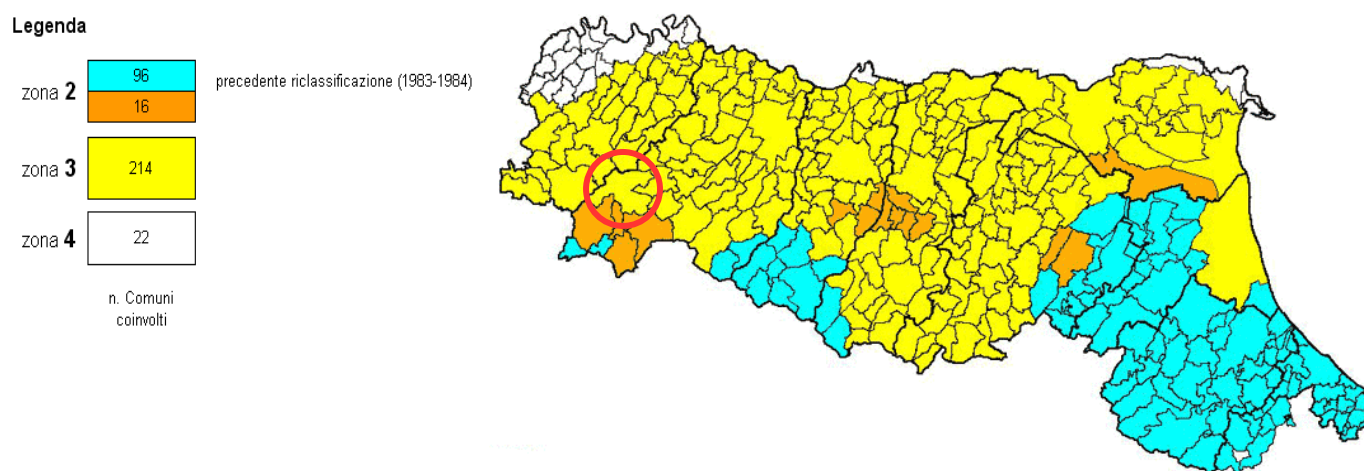 Legenda
zona 2
96
16
precedente riclassificazione (1983-1984)
zona 3
214
zona 4
22
n. Comuni
coinvolti